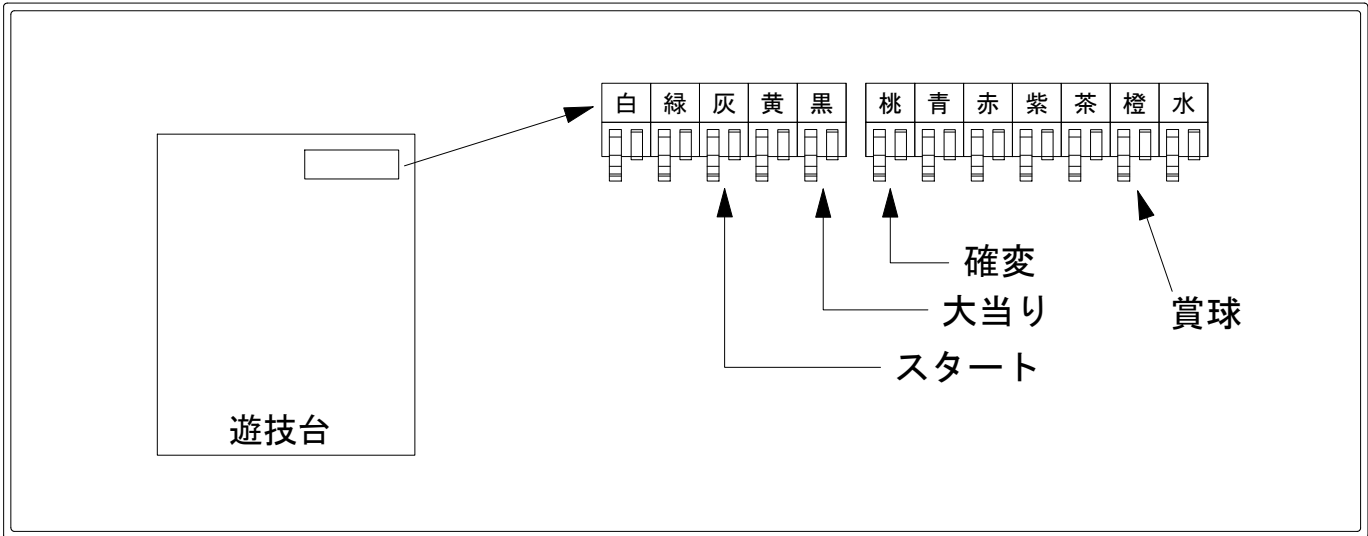 白 緑 灰 黄 黒 桃 青 赤 紫 茶 橙 水
確変
大当り
賞球
スタート
遊技台